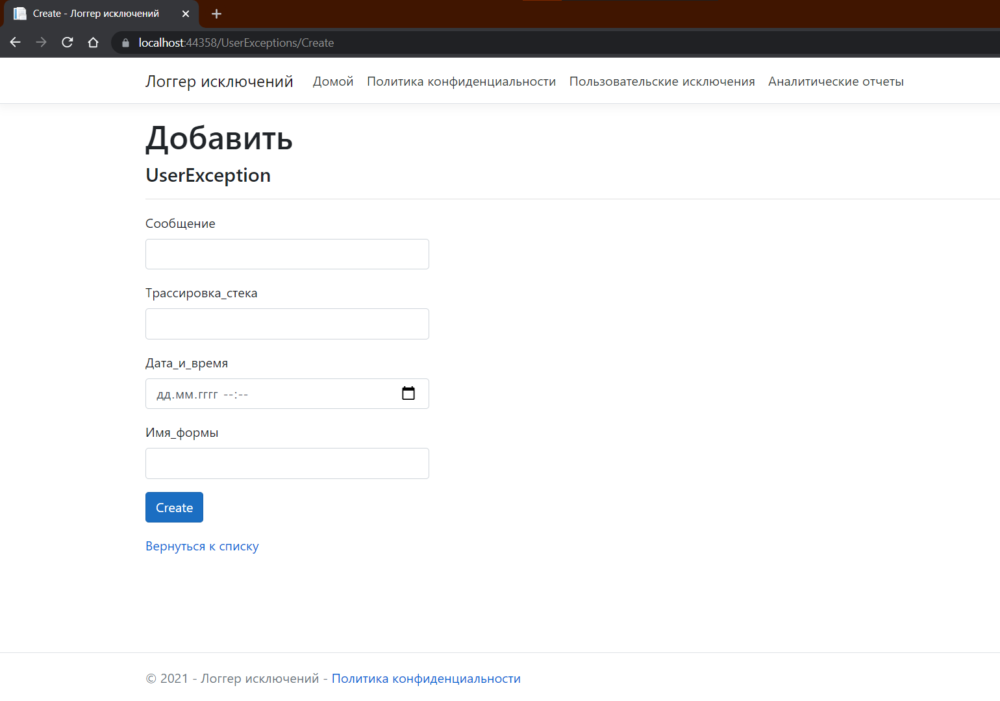 Create - Логгер исключений
localhost:44358/UserExceptions/Create
Логгер исключений Домой Политика конфиденциальности Пользовательские исключения Аналитические отчеты
Добавить
UserException
Сообщение
Трассировка_стека
Дата_и_время
дд.мм.гггг --:--
Имя_формы
Create
Вернуться к списку
© 2021 - Логгер исключений - Политика конфиденциальности